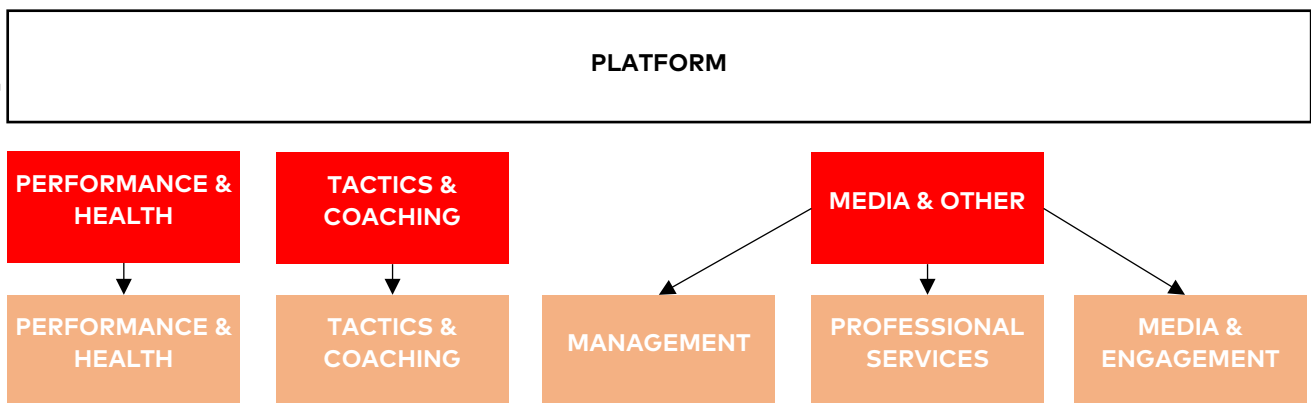 PLATFORM
PERFORMANCE &
HEALTH
TACTICS &
COACHING
MEDIA & OTHER
PERFORMANCE &
HEALTH
TACTICS &
COACHING
MANAGEMENT
PROFESSIONAL
SERVICES
MEDIA &
ENGAGEMENT